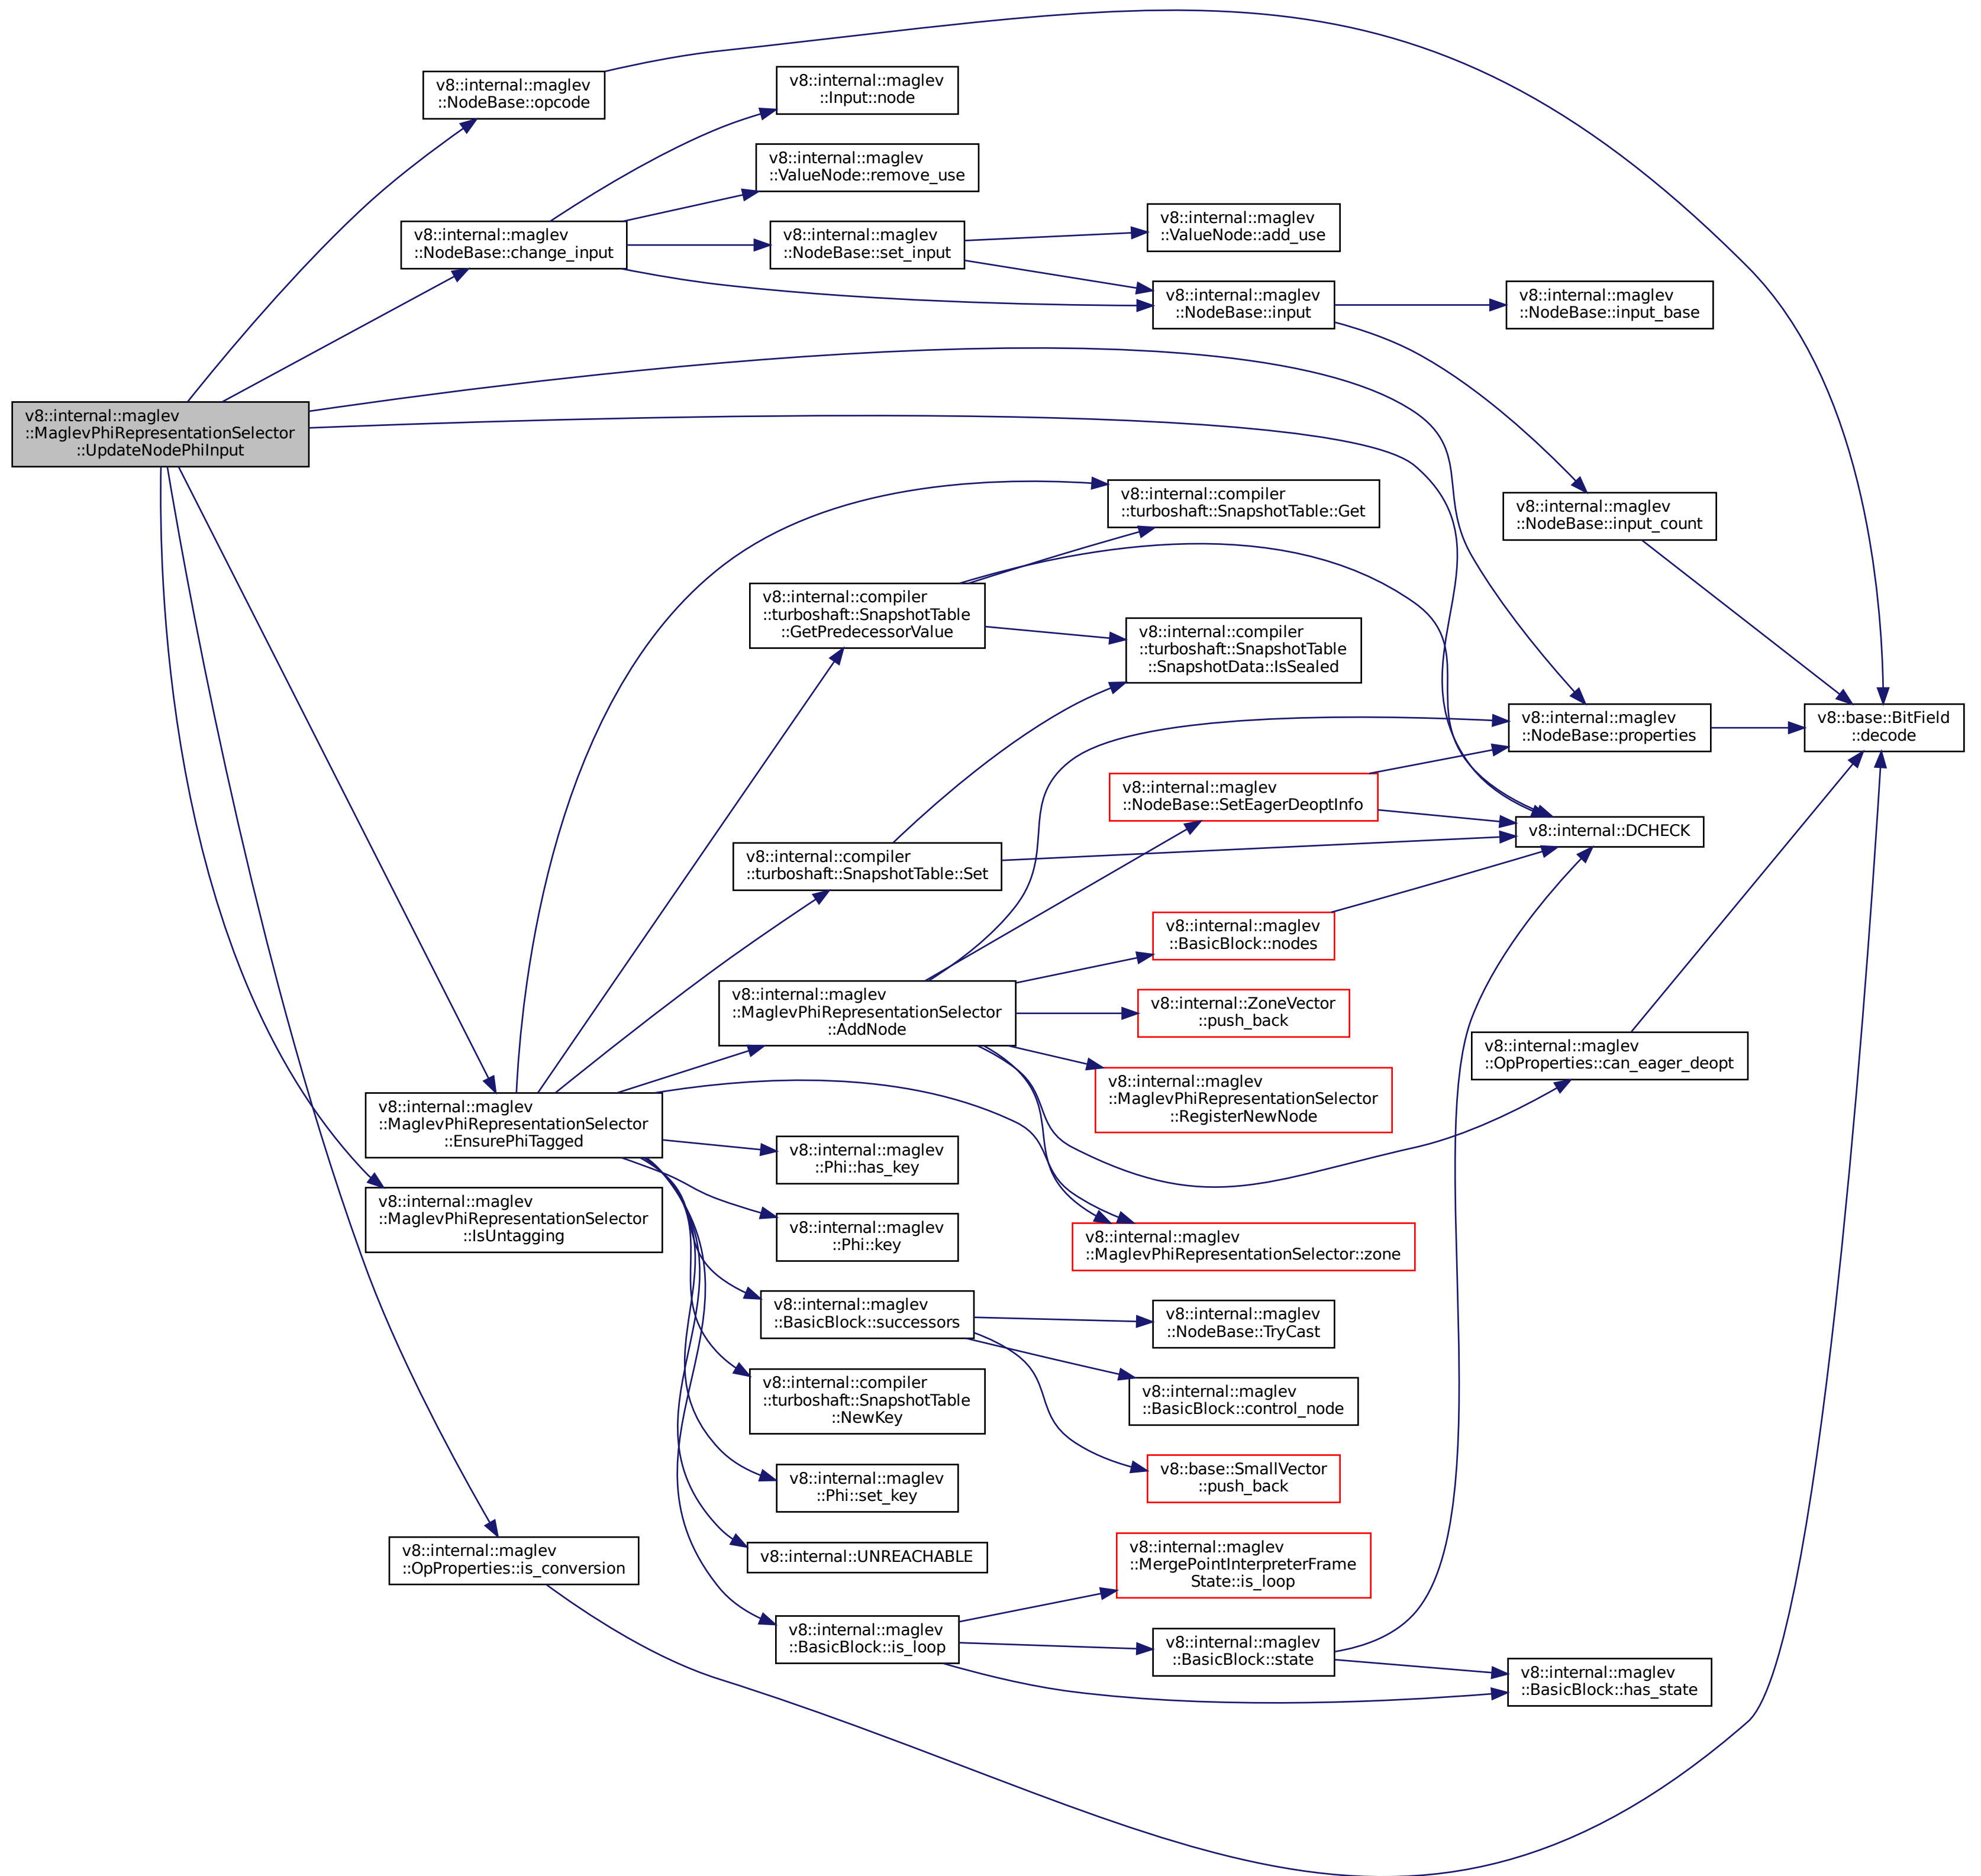 v8::internal::maglev
::MaglevPhiRepresentationSelector
::UpdateNodePhiInput
v8::internal::maglev
::NodeBase::opcode
v8::internal::maglev
::NodeBase::change_input
v8::internal::maglev
::MaglevPhiRepresentationSelector
::EnsurePhiTagged
v8::internal::maglev
::MaglevPhiRepresentationSelector
::IsUntagging
v8::internal::maglev
::OpProperties::is_conversion
v8::internal::maglev
::Input::node
v8::internal::maglev
::ValueNode::remove_use
v8::internal::maglev
::NodeBase::set_input
v8::internal::compiler
::turboshaft::SnapshotTable
::GetPredecessorValue
v8::internal::compiler
::turboshaft::SnapshotTable::Set
v8::internal::maglev
::MaglevPhiRepresentationSelector
::AddNode
v8::internal::maglev
::Phi::has_key
v8::internal::maglev
::Phi::key
v8::internal::maglev
::BasicBlock::successors
v8::internal::compiler
::turboshaft::SnapshotTable
::NewKey
v8::internal::maglev
::Phi::set_key
v8::internal::UNREACHABLE
v8::internal::maglev
::BasicBlock::is_loop
v8::internal::maglev
::ValueNode::add_use
v8::internal::maglev
::NodeBase::input
v8::internal::compiler
::turboshaft::SnapshotTable::Get
v8::internal::compiler
::turboshaft::SnapshotTable
::SnapshotData::IsSealed
v8::internal::maglev
::NodeBase::SetEagerDeoptInfo
v8::internal::maglev
::BasicBlock::nodes
v8::internal::ZoneVector
::push_back
v8::internal::maglev
::MaglevPhiRepresentationSelector
::RegisterNewNode
v8::internal::maglev
::MaglevPhiRepresentationSelector::zone
v8::internal::maglev
::NodeBase::TryCast
v8::internal::maglev
::BasicBlock::control_node
v8::base::SmallVector
::push_back
v8::internal::maglev
::MergePointInterpreterFrame
State::is_loop
v8::internal::maglev
::BasicBlock::state
v8::internal::maglev
::NodeBase::input_base
v8::internal::maglev
::NodeBase::input_count
v8::internal::maglev
::NodeBase::properties
v8::internal::DCHECK
v8::internal::maglev
::OpProperties::can_eager_deopt
v8::internal::maglev
::BasicBlock::has_state
v8::base::BitField
::decode